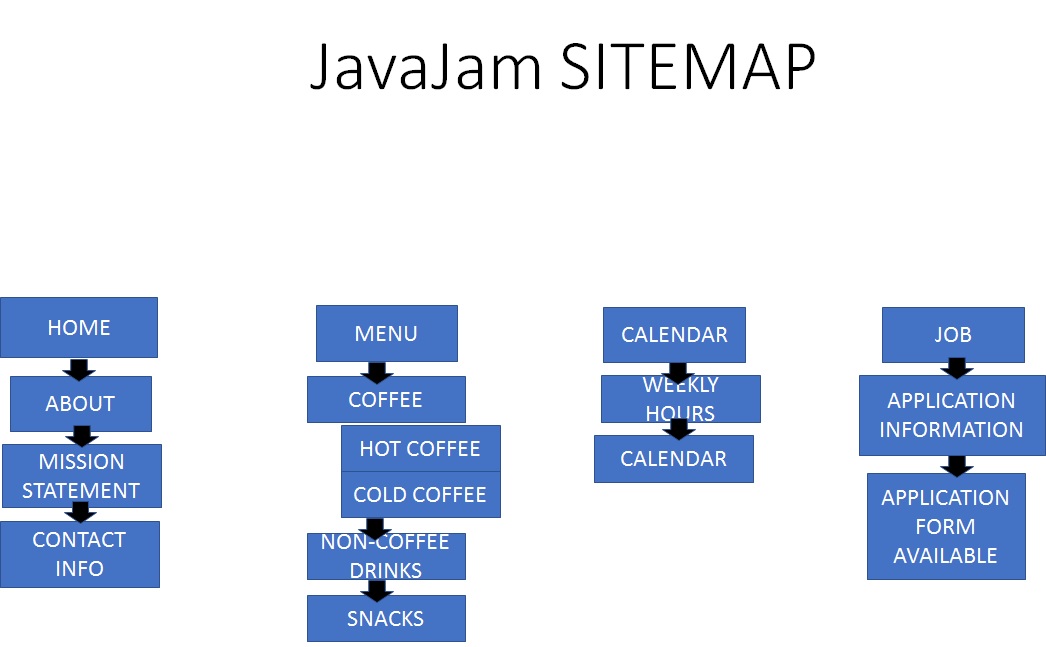 JavaJam SITEMAP
HOME
ABOUT
MISSION
STATEMENT
CONTACT
INFO
MENU
COFFEE
HOT COFFEE
COLD COFFEE
NON-COFFEE
DRINKS
SNACKS
CALENDAR
WEEKLY
HOURS
CALENDAR
JOB
APPLICATION
INFORMATION
APPLICATION
FORM
AVAILABLE